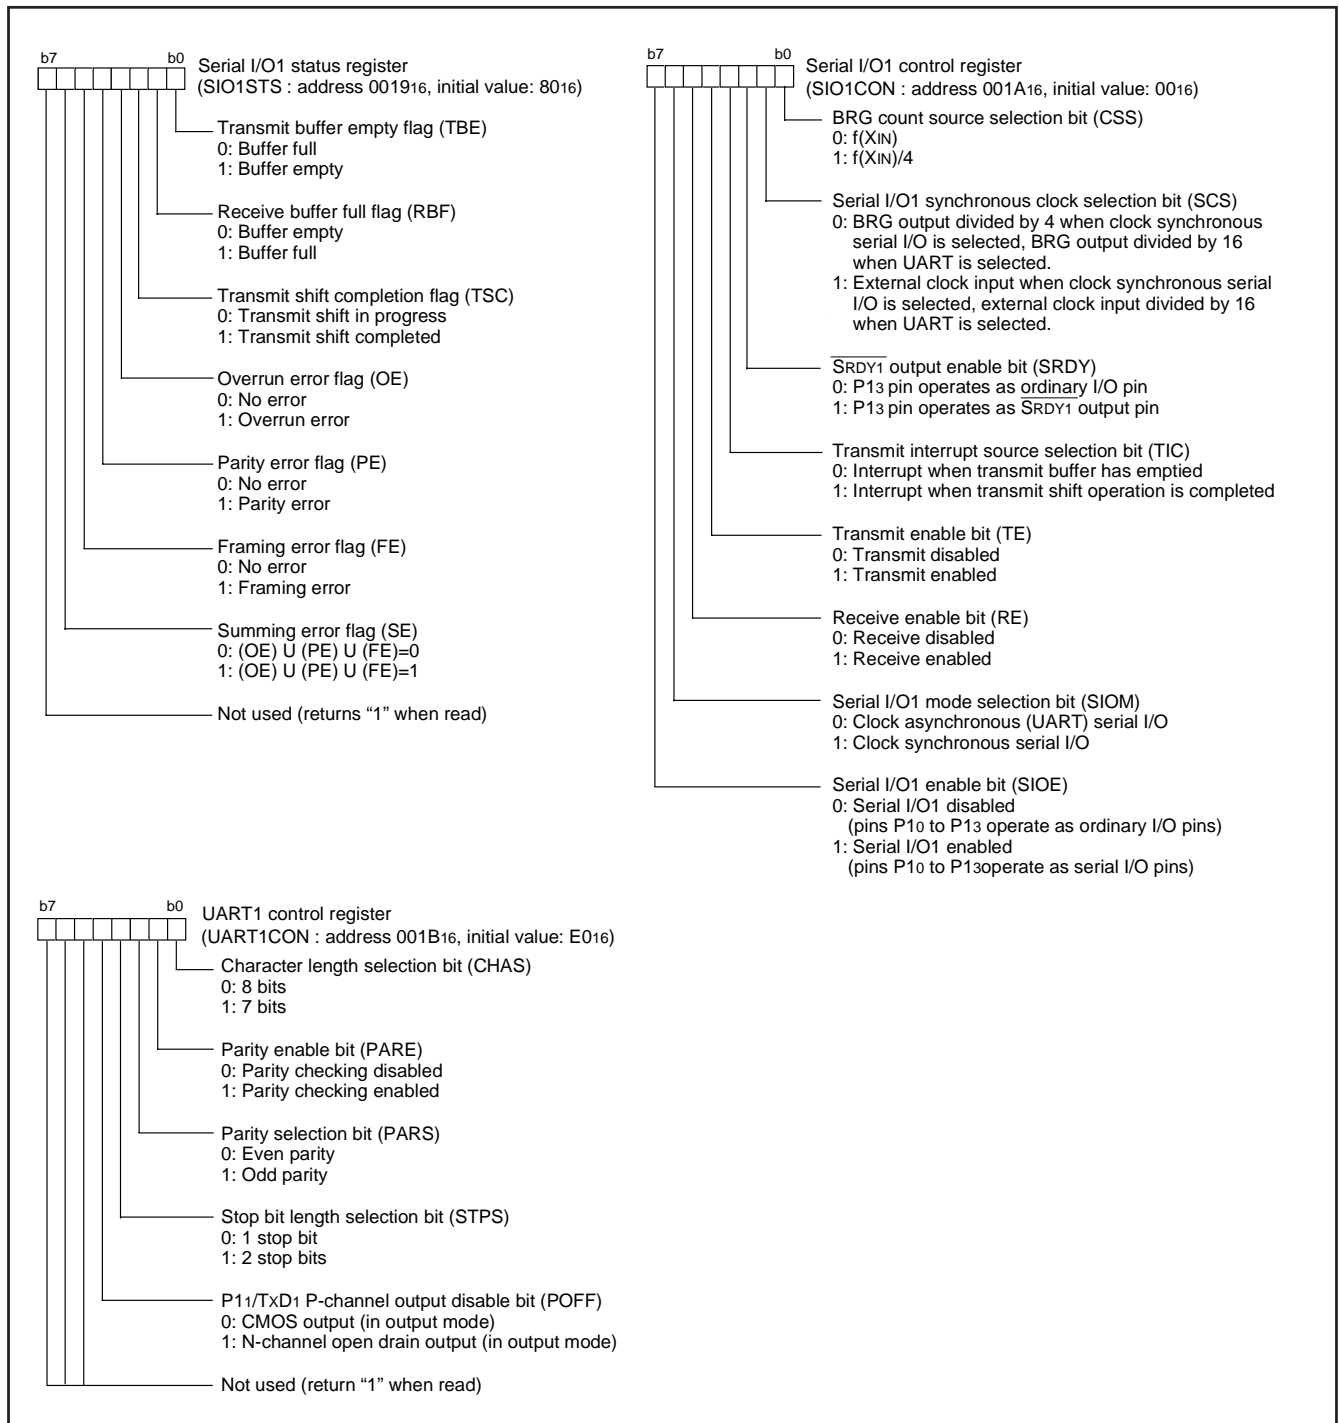 b7 b0
Serial I/O1 status register
(SIO1STS : address 001916, initial value: 8016)
Transmit buffer empty flag (TBE)
0: Buffer full
1: Buffer empty
Receive buffer full flag (RBF)
0: Buffer empty
1: Buffer full
Transmit shift completion flag (TSC)
0: Transmit shift in progress
1: Transmit shift completed
Overrun error flag (OE)
0: No error
1: Overrun error
Parity error flag (PE)
0: No error
1: Parity error
Framing error flag (FE)
0: No error
1: Framing error
Summing error flag (SE)
0: (OE) U (PE) U (FE)=0
1: (OE) U (PE) U (FE)=1
Not used (returns “1” when read)
b7 b0
Serial I/O1 control register
(SIO1CON : address 001A16, initial value: 0016)
BRG count source selection bit (CSS)
0: f(XIN)
1: f(XIN)/4
Serial I/O1 synchronous clock selection bit (SCS)
0: BRG output divided by 4 when clock synchronous
serial I/O is selected, BRG output divided by 16
when UART is selected.
1: External clock input when clock synchronous serial
I/O is selected, external clock input divided by 16
when UART is selected.
SRDY1 output enable bit (SRDY)
0: P13 pin operates as ordinary I/O pin
1: P13 pin operates as SRDY1 output pin
Transmit interrupt source selection bit (TIC)
0: Interrupt when transmit buffer has emptied
1: Interrupt when transmit shift operation is completed
Transmit enable bit (TE)
0: Transmit disabled
1: Transmit enabled
Receive enable bit (RE)
0: Receive disabled
1: Receive enabled
Serial I/O1 mode selection bit (SIOM)
0: Clock asynchronous (UART) serial I/O
1: Clock synchronous serial I/O
Serial I/O1 enable bit (SIOE)
0: Serial I/O1 disabled
(pins P10 to P13 operate as ordinary I/O pins)
1: Serial I/O1 enabled
(pins P10 to P13operate as serial I/O pins)
b7 b0
UART1 control register
(UART1CON : address 001B16, initial value: E016)
Character length selection bit (CHAS)
0: 8 bits
1: 7 bits
Parity enable bit (PARE)
0: Parity checking disabled
1: Parity checking enabled
Parity selection bit (PARS)
0: Even parity
1: Odd parity
Stop bit length selection bit (STPS)
0: 1 stop bit
1: 2 stop bits
P11/TXD1 P-channel output disable bit (POFF)
0: CMOS output (in output mode)
1: N-channel open drain output (in output mode)
Not used (return “1” when read)